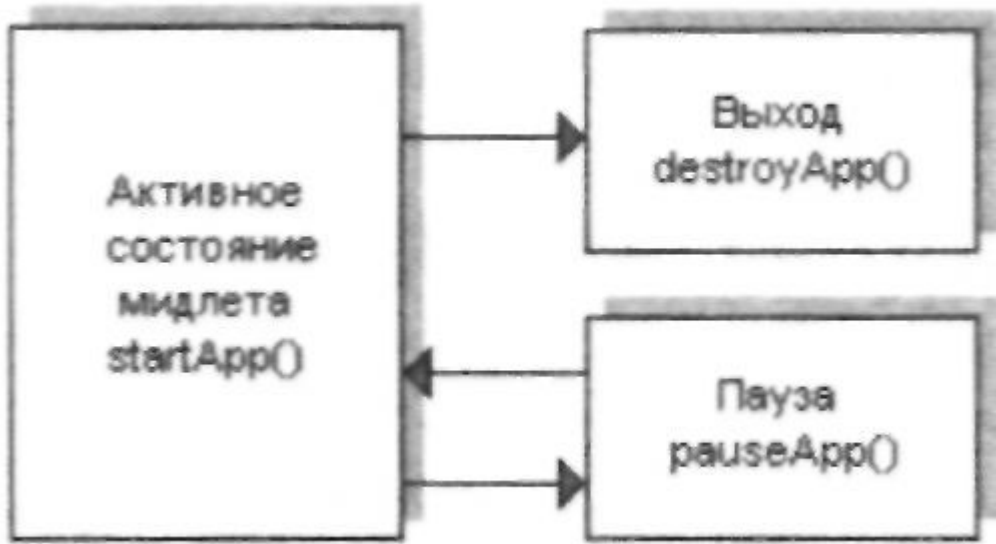 Активное
состояние
мидлета
startApp()
Выход
destroyApp()
Пауза
pauseApp()